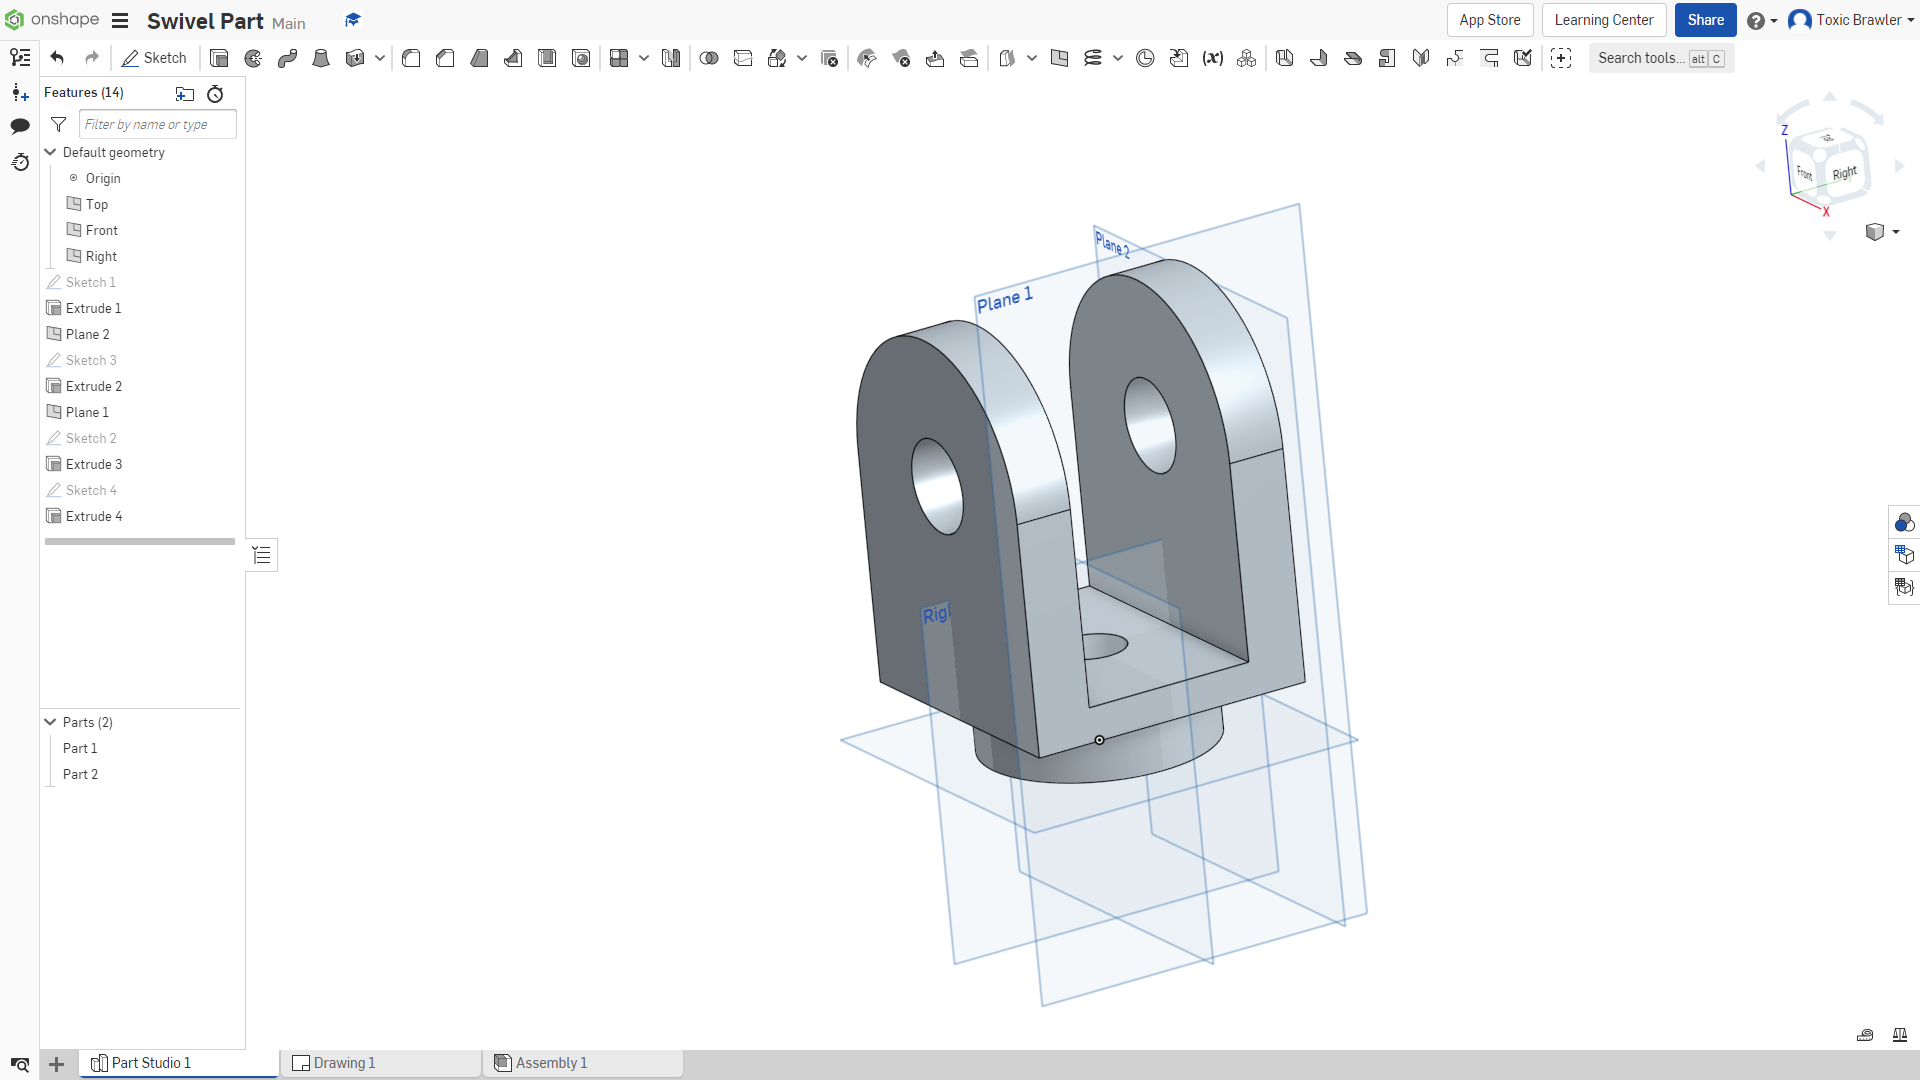 onshape Swivel Part Main App Store Learning Center Share Toxic Brawler
Sketch (x) Search tools... alt C
Features (14)
Filter by name or type
Default geometry
Origin
Top
Front
Right
Sketch 1
Extrude 1
Plane 2
Sketch 3
Extrude 2
Plane 1
Sketch 2
Extrude 3
Sketch 4
Extrude 4
Parts (2)
Part 1
Part 2
Plane 2
Plane 1
Z
Front
Right
X
Part Studio 1 Drawing 1 Assembly 1